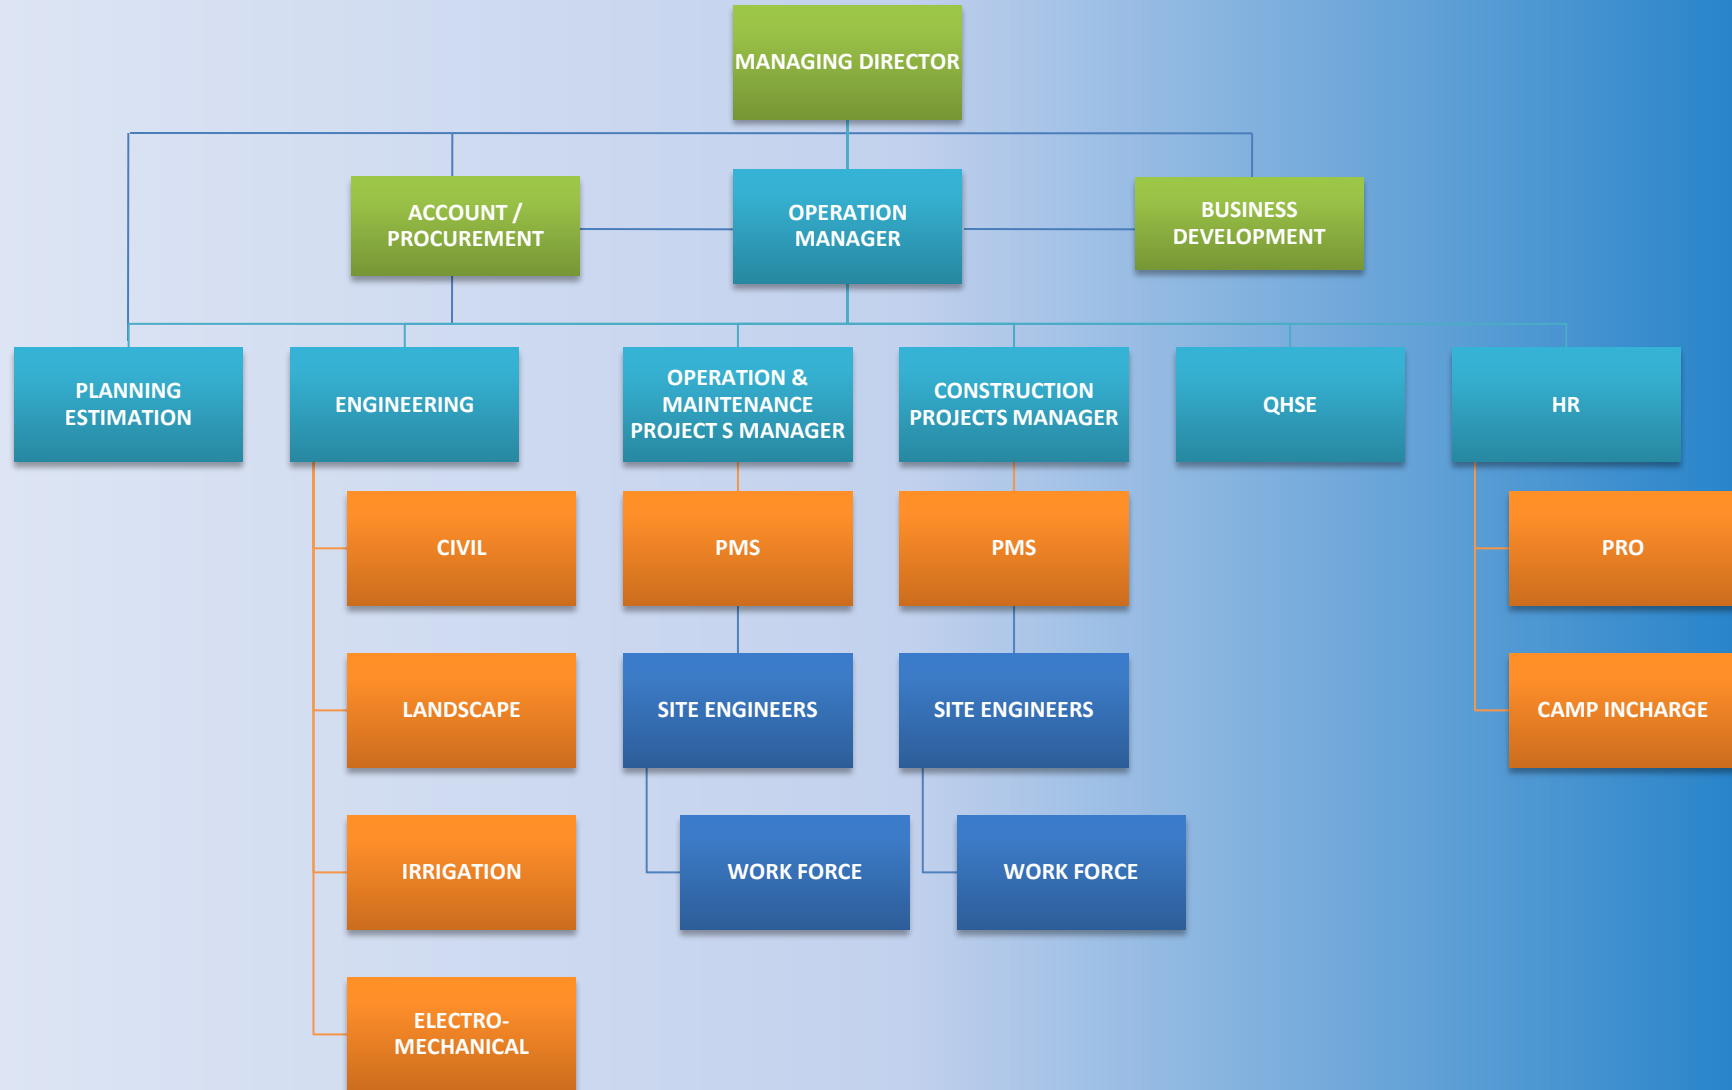 MANAGING DIRECTOR
ACCOUNT /
PROCUREMENT
OPERATION
MANAGER
BUSINESS
DEVELOPMENT
PLANNING
ESTIMATION
ENGINEERING
OPERATION &
MAINTENANCE
PROJECT S MANAGER
CONSTRUCTION
PROJECTS MANAGER
QHSE
HR
CIVIL
PMS
PMS
PRO
LANDSCAPE
SITE ENGINEERS
SITE ENGINEERS
CAMP INCHARGE
IRRIGATION
WORK FORCE
WORK FORCE
ELECTRO-
MECHANICAL